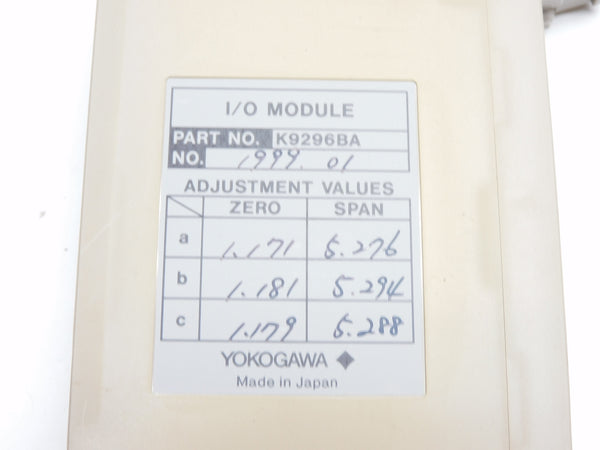 I/O MODULE
PART NO. K9296BA
NO. 1999. 01
ADJUSTMENT VALUES
ZERO SPAN
a 1.171 5.276
b 1.181 5.294
c 1.179 5.288
YOKOGAWA
Made in Japan